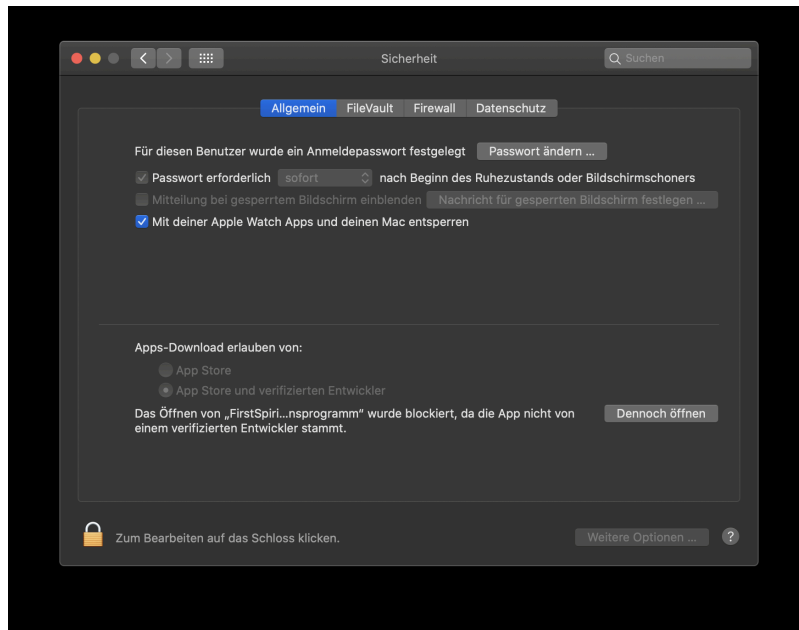 Sicherheit
Suchen
Allgemein FileVault Firewall Datenschutz
Für diesen Benutzer wurde ein Anmeldepasswort festgelegt Passwort ändern ...
Passwort erforderlich sofort nach Beginn des Ruhezustands oder Bildschirmschoners
Mitteilung bei gesperrtem Bildschirm einblenden Nachricht für gesperrten Bildschirm festlegen ...
Mit deiner Apple Watch Apps und deinen Mac entsperren
Apps-Download erlauben von:
App Store
App Store und verifizierten Entwickler
Das Öffnen von „FirstSpiri...nsprogramm“ wurde blockiert, da die App nicht von
einem verifizierten Entwickler stammt.
Dennoch öffnen
Zum Bearbeiten auf das Schloss klicken.
Weitere Optionen ... ?